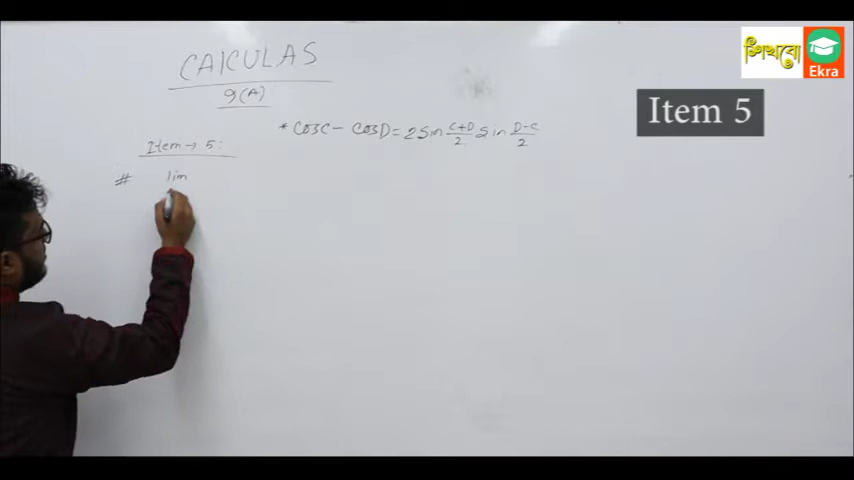 CALCULAS
9(A)
* cosC - cosD = 2 sin C+D/2 sin D-C/2
Item → 5:
# lim
Item 5
শিখবো
Ekra